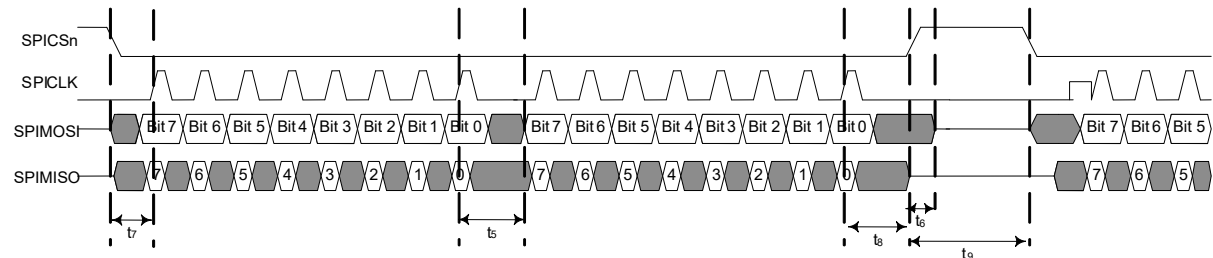 SPICSn
SPICLK
SPIMOSI Bit 7 Bit 6 Bit 5 Bit 4 Bit 3 Bit 2 Bit 1 Bit 0 Bit 7 Bit 6 Bit 5 Bit 4 Bit 3 Bit 2 Bit 1 Bit 0 Bit 7 Bit 6 Bit 5
SPIMISO 7 6 5 4 3 2 1 0 7 6 5 4 3 2 1 0 7 6 5
t7 t5 t8 t6
t9